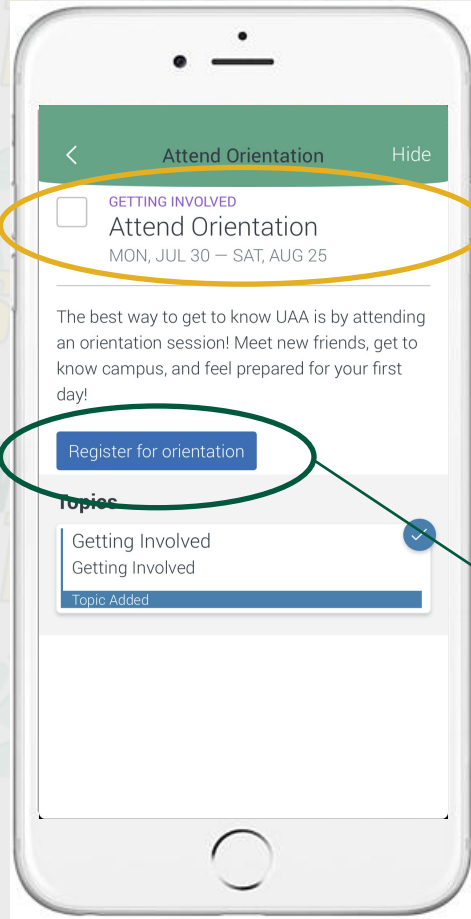 Attend Orientation Hide
GETTING INVOLVED
Attend Orientation
MON, JUL 30 — SAT, AUG 25
The best way to get to know UAA is by attending
an orientation session! Meet new friends, get to
know campus, and feel prepared for your first
day!
Register for orientation
Topics
Getting Involved
Getting Involved
Topic Added